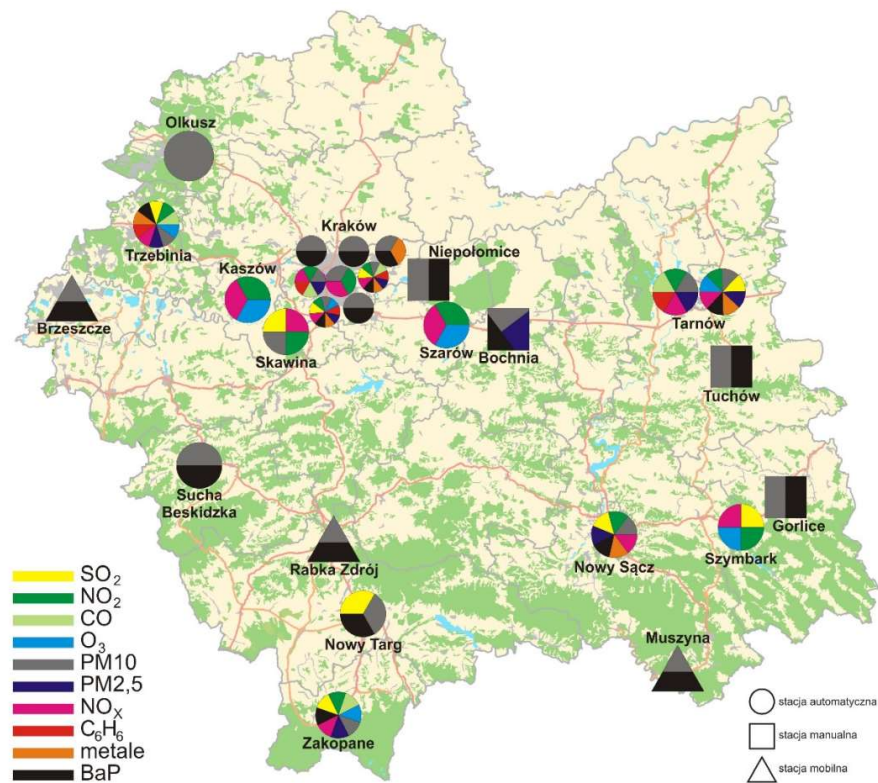 Olkusz
Trzebinia
Kraków
Kaszów
Niepołomice
Brzeszcze
Skawina
Szarów
Bochnia
Tarnów
Tuchów
Sucha
Beskidzka
Gorlice
Rabka Zdrój
Nowy Sącz
Szymbark
Nowy Targ
Muszyna
Zakopane
SO₂
NO₂
CO
O₃
PM10
PM2,5
NOₓ
C₆H₆
metale
BaP
stacja automatyczna
stacja manualna
stacja mobilna